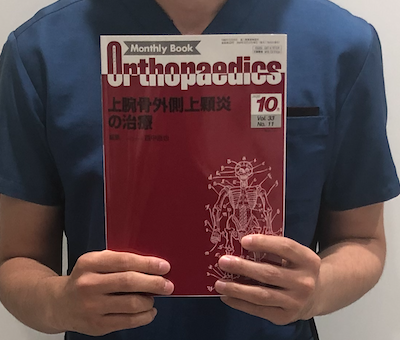 Monthly Book
Orthopaedics
上腕骨外側上顆炎
の治療
10
Vol. 33
No. 11